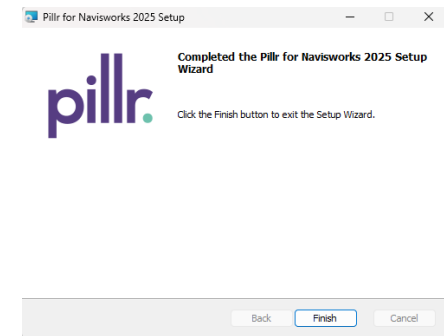 Pillr for Navisworks 2025 Setup
pillr.
Completed the Pillr for Navisworks 2025 Setup
Wizard
Click the Finish button to exit the Setup Wizard.
Back
Finish
Cancel